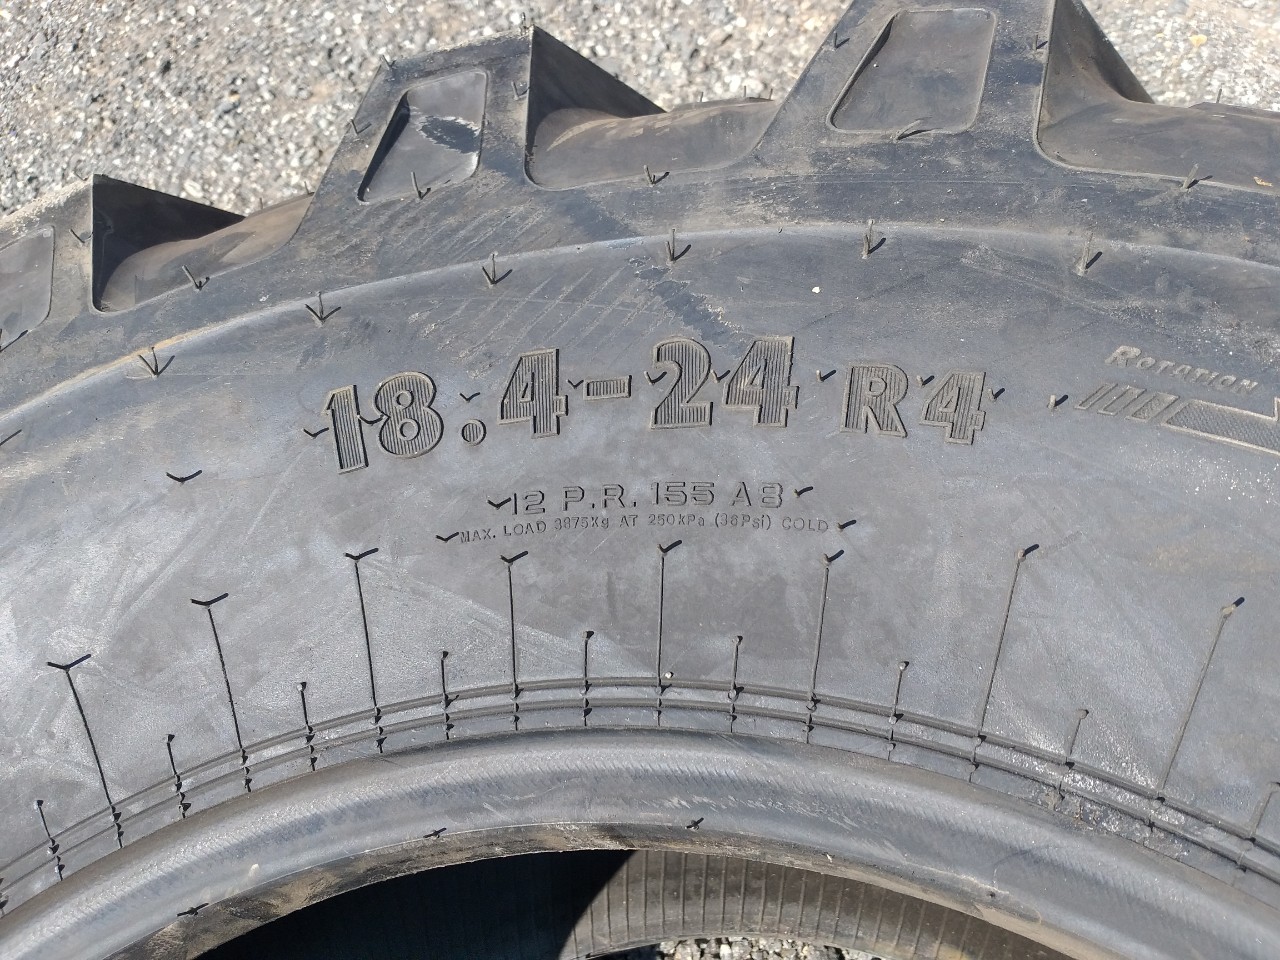 18.4-24 R4
ROTATION
12 P.R. 155 A8
MAX. LOAD 3875Kg AT 250kPa (36Psi) COLD